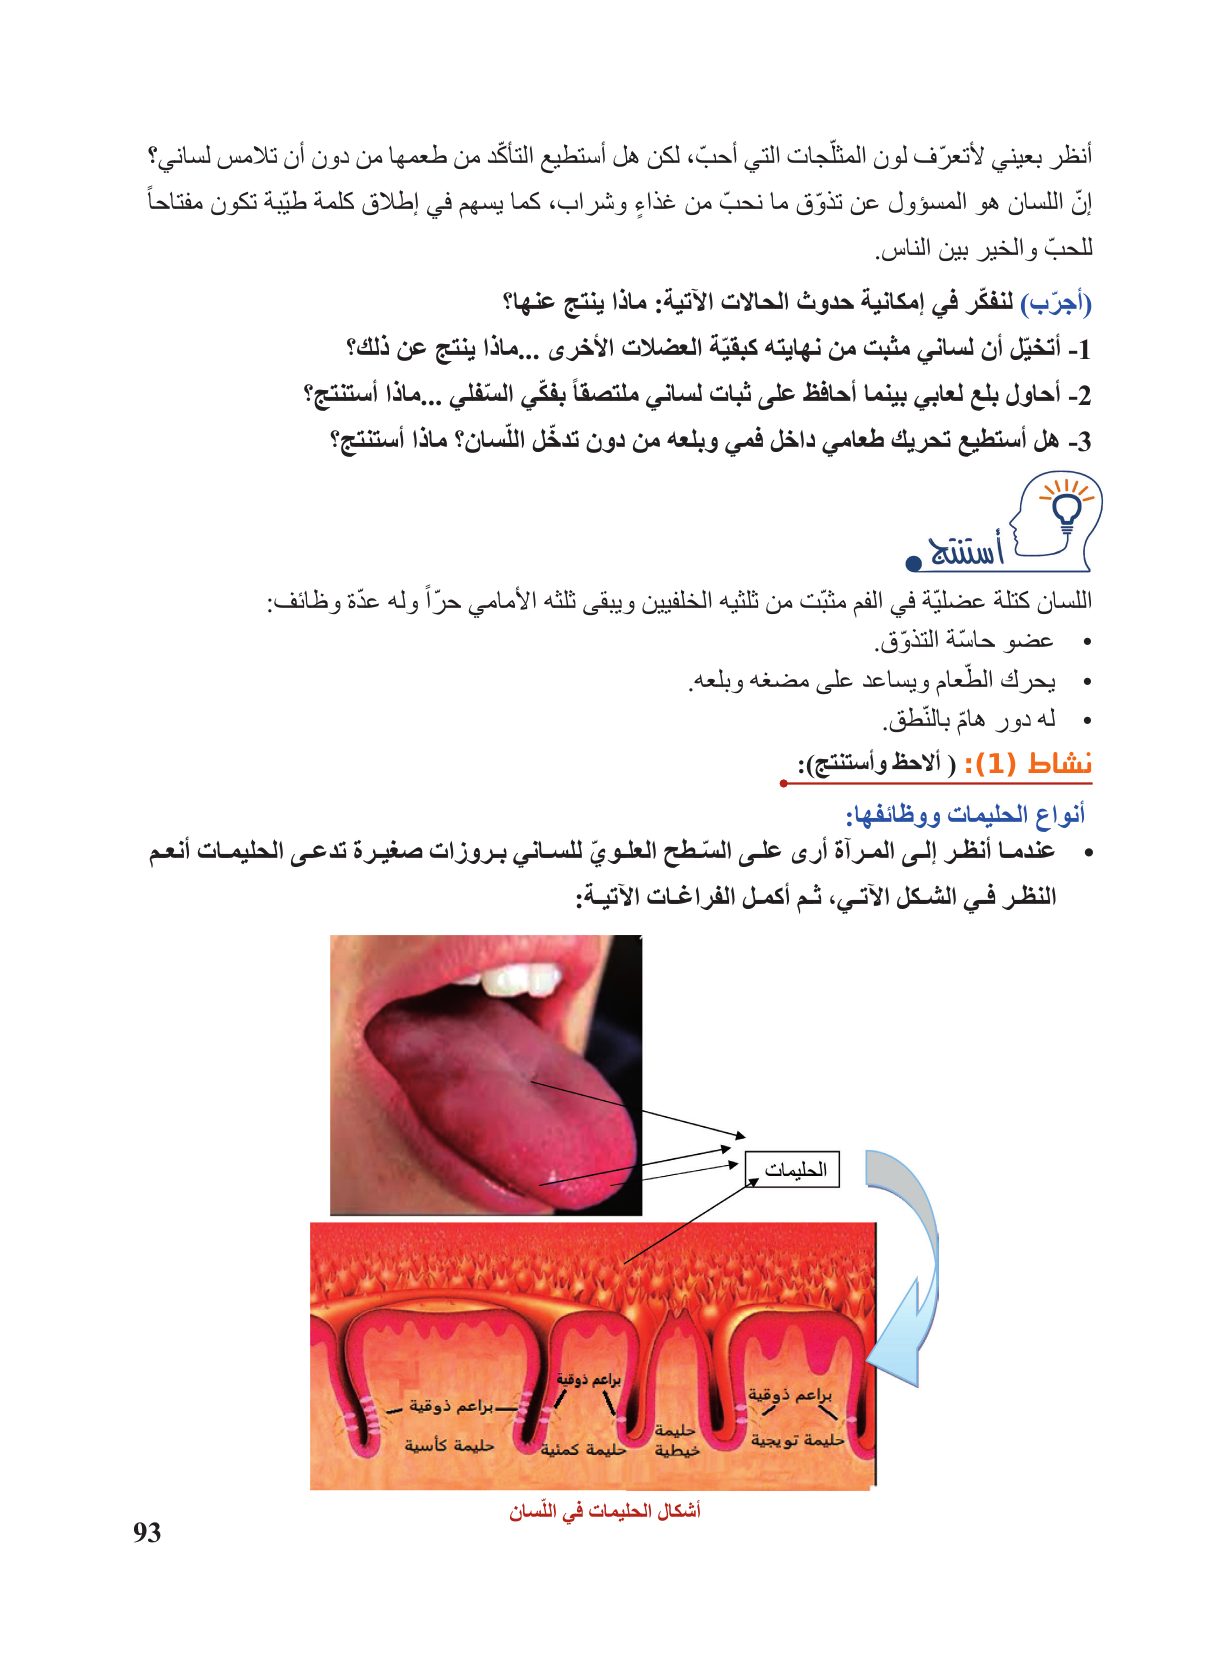 أنظر بعيني لأتعرّف لون المثلّجات التي أحبّ، لكن هل أستطيع التأكّد من طعمها من دون أن تلامس لساني؟
إنّ اللسان هو المسؤول عن تذوّق ما نحبّ من غذاءٍ وشراب، كما يسهم في إطلاق كلمة طيّبة تكون مفتاحاً
للحبّ والخير بين الناس.
(أجرّب) لنفكّر في إمكانية حدوث الحالات الآتية: ماذا ينتج عنها؟
1- أتخيّل أن لساني مثبت من نهايته كبقيّة العضلات الأخرى ...ماذا ينتج عن ذلك؟
2- أحاول بلع لعابي بينما أحافظ على ثبات لساني ملتصقاً بفكّي السّفلي ...ماذا أستنتج؟
3- هل أستطيع تحريك طعامي داخل فمي وبلعه من دون تدخّل اللّسان؟ ماذا أستنتج؟
أستنتج
اللسان كتلة عضليّة في الفم مثبّت من ثلثيه الخلفيين ويبقى ثلثه الأمامي حرّاً وله عدّة وظائف:
• عضو حاسّة التذوّق.
• يحرك الطّعام ويساعد على مضغه وبلعه.
• له دور هامّ بالنّطق.
نشاط (1): ( ألاحظ وأستنتج):
أنواع الحليمات ووظائفها:
• عندما أنظر إلى المرآة أرى على السّطح العلويّ للساني بروزات صغيرة تدعى الحليمات أنعم
النظر في الشكل الآتي، ثم أكمل الفراغات الآتية:
الحليمات
براعم ذوقية
حليمة تويجية
حليمة
خيطية
براعم ذوقية
حليمة كمئية
براعم ذوقية
حليمة كأسية
أشكال الحليمات في اللّسان
93